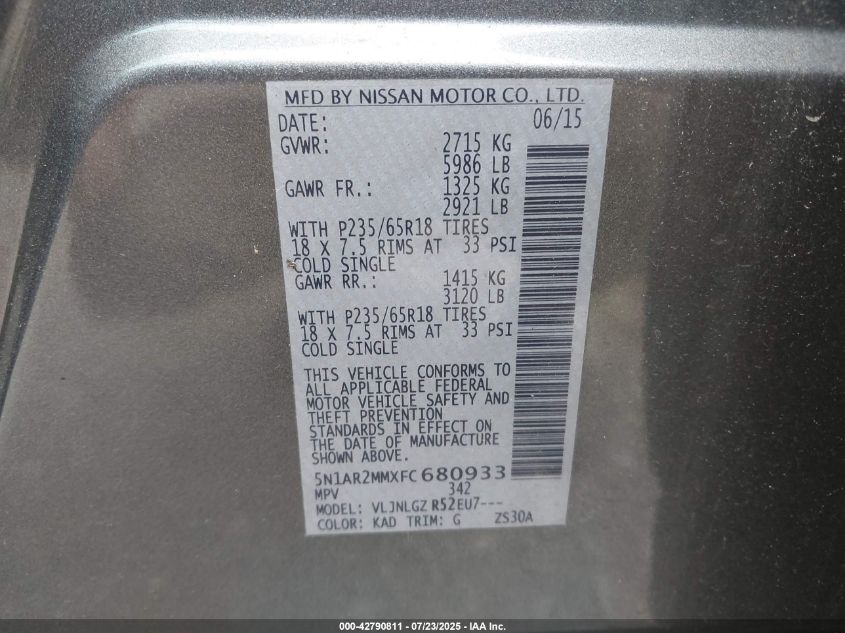 MFD BY NISSAN MOTOR CO., LTD.
DATE: 06/15
GVWR: 2715 KG
5986 LB
GAWR FR.: 1325 KG
2921 LB
WITH P235/65R18 TIRES
18 X 7.5 RIMS AT 33 PSI
COLD SINGLE
GAWR RR.: 1415 KG
3120 LB
WITH P235/65R18 TIRES
18 X 7.5 RIMS AT 33 PSI
COLD SINGLE
THIS VEHICLE CONFORMS TO
ALL APPLICABLE FEDERAL
MOTOR VEHICLE SAFETY AND
THEFT PREVENTION
STANDARDS IN EFFECT ON
THE DATE OF MANUFACTURE
SHOWN ABOVE.
5N1AR2MMXFC680933
MPV 342
MODEL: VLJNLGZ R52EU7---
COLOR: KAD TRIM: G ZS30A
000-42790811 - 07/23/2025 - IAA Inc.